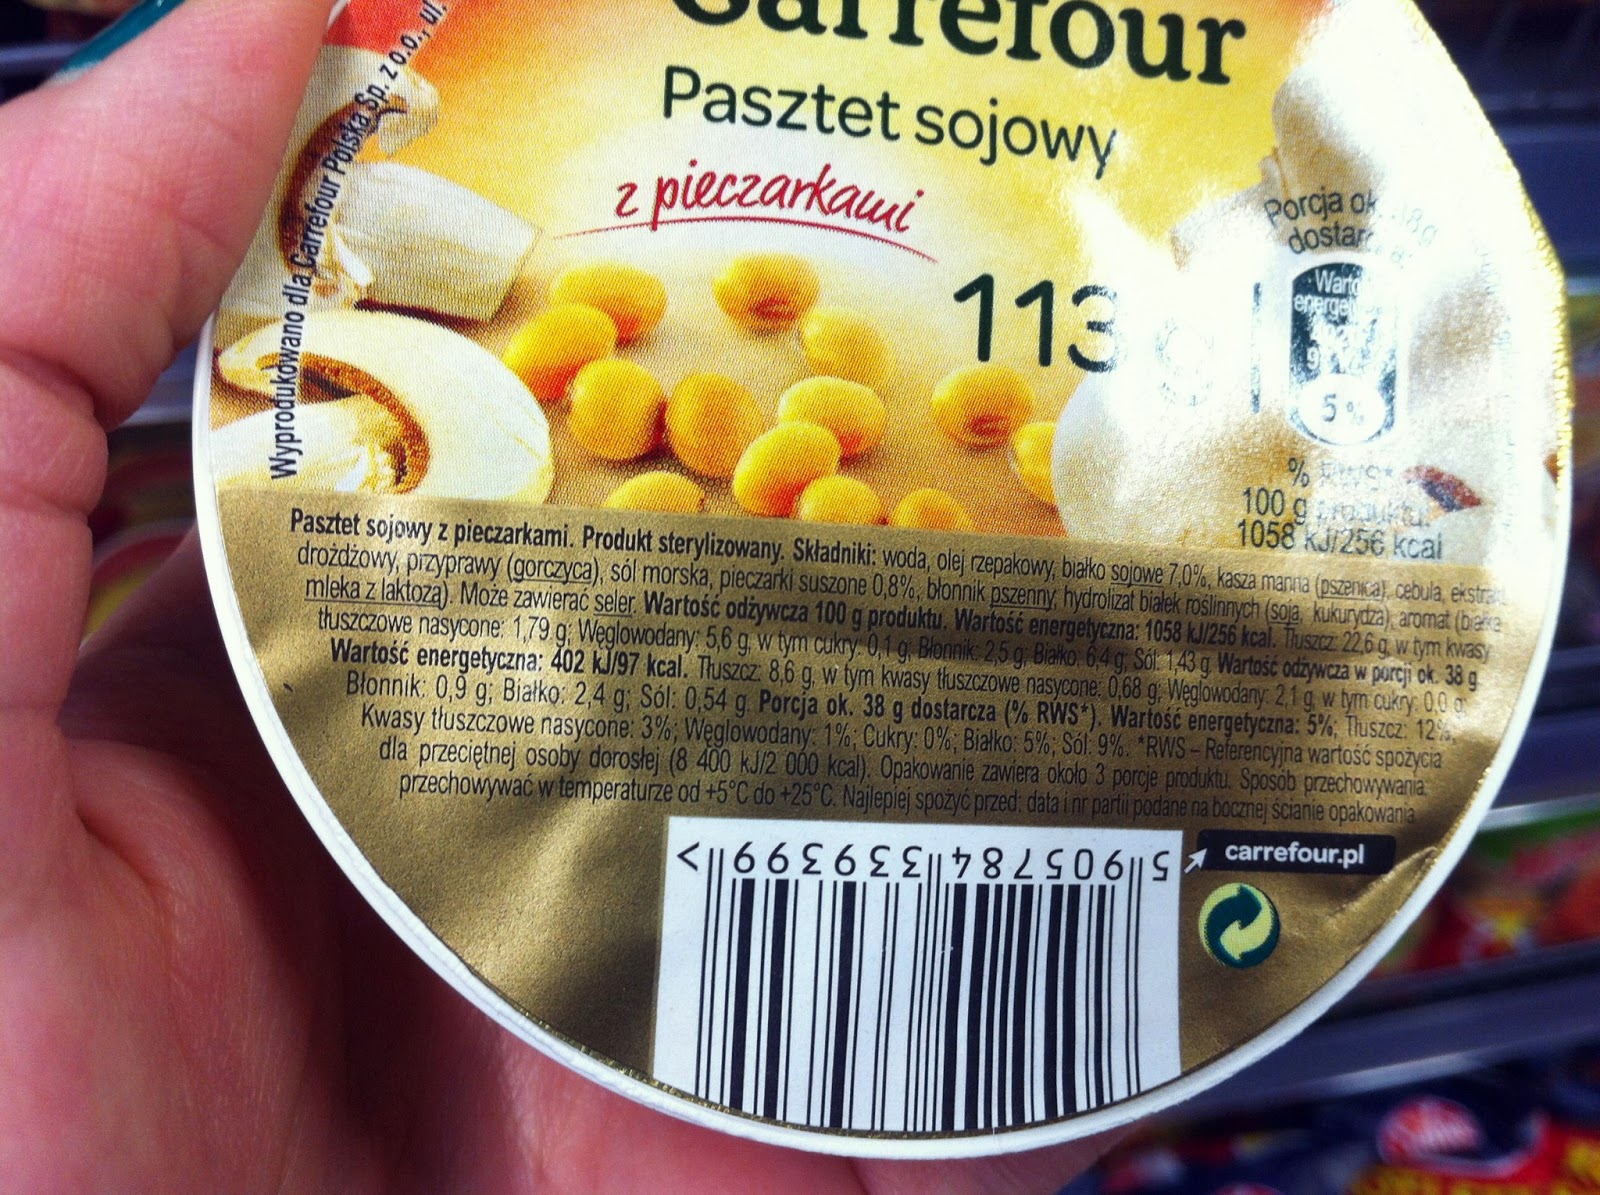 Carrefour
Pasztet sojowy
z pieczarkami
113 g
Porcja ok. 38 g
5%
100 g produktu:
1058 kJ/256 kcal
Wyprodukowano dla Carrefour Polska Sp. z o.o., ul.
Pasztet sojowy z pieczarkami. Produkt sterylizowany. Składniki: woda, olej rzepakowy, białko sojowe 7,0%, kasza manna (pszenica), cebula, ekstrakt
drożdżowy, przyprawy (gorczyca), sól morska, pieczarki suszone 0,8%, błonnik pszenny, hydrolizat białek roślinnych (soja, kukurydza), aromat (białka
mleka z laktozą). Może zawierać seler. Wartość odżywcza 100 g produktu. Wartość energetyczna: 1058 kJ/256 kcal. Tłuszcz: 22,6 g, w tym kwasy
tłuszczowe nasycone: 1,79 g; Węglowodany: 5,6 g, w tym cukry: 0,1 g; Błonnik: 2,5 g; Białko: 6,4 g; Sól: 1,43 g. Wartość odżywcza w porcji ok. 38 g.
Wartość energetyczna: 402 kJ/97 kcal. Tłuszcz: 8,6 g, w tym kwasy tłuszczowe nasycone: 0,68 g; Węglowodany: 2,1 g, w tym cukry: 0,0 g;
Błonnik: 0,9 g; Białko: 2,4 g; Sól: 0,54 g. Porcja ok. 38 g dostarcza (% RWS*). Wartość energetyczna: 5%; Tłuszcz: 12%;
Kwasy tłuszczowe nasycone: 3%; Węglowodany: 1%; Cukry: 0%; Białko: 5%; Sól: 9%. *RWS – Referencyjna wartość spożycia
dla przeciętnej osoby dorosłej (8 400 kJ/2 000 kcal). Opakowanie zawiera około 3 porcje produktu. Sposób przechowywania:
przechowywać w temperaturze od +5°C do +25°C. Najlepiej spożyć przed: data i nr partii podane na bocznej ścianie opakowania
carrefour.pl
5 905784 339399 >